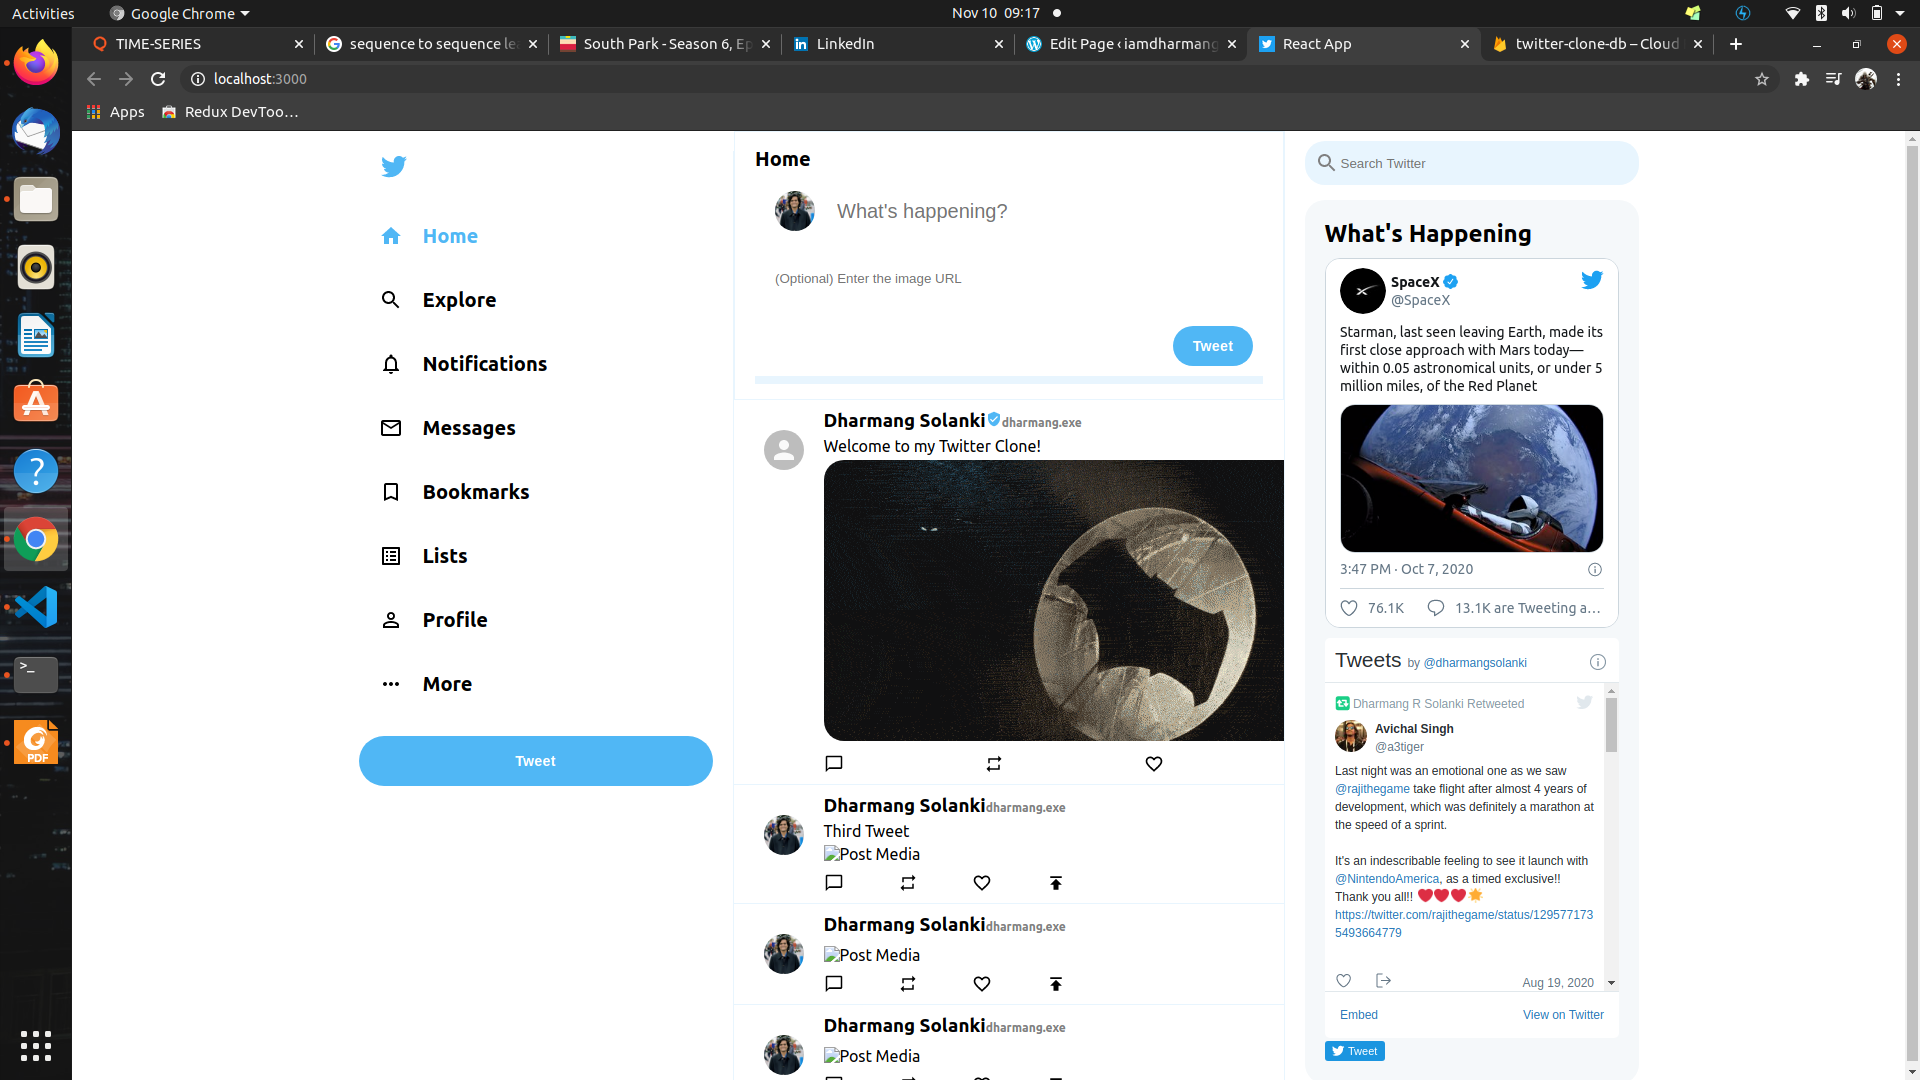 Activities
Google Chrome
Nov 10 09:17
TIME-SERIES
sequence to sequence le
South Park - Season 6, Ep
LinkedIn
Edit Page ‹ iamdharmang
React App
twitter-clone-db – Cloud
localhost:3000
Apps
Redux DevToo…
Home
Explore
Notifications
Messages
Bookmarks
Lists
Profile
More
Tweet
Home
What's happening?
(Optional) Enter the image URL
Tweet
Dharmang Solanki dharmang.exe
Welcome to my Twitter Clone!
Dharmang Solanki dharmang.exe
Third Tweet
Post Media
Dharmang Solanki dharmang.exe
Post Media
Dharmang Solanki dharmang.exe
Post Media
Search Twitter
What's Happening
SpaceX
@SpaceX
Starman, last seen leaving Earth, made its
first close approach with Mars today—
within 0.05 astronomical units, or under 5
million miles, of the Red Planet
3:47 PM · Oct 7, 2020
76.1K
13.1K are Tweeting a…
Tweets by @dharmangsolanki
Dharmang R Solanki Retweeted
Avichal Singh
@a3tiger
Last night was an emotional one as we saw
@rajithegame take flight after almost 4 years of
development, which was definitely a marathon at
the speed of a sprint.
It's an indescribable feeling to see it launch with
@NintendoAmerica, as a timed exclusive!!
Thank you all!! ❤❤❤🌟
https://twitter.com/rajithegame/status/129577173
5493664779
Aug 19, 2020
Embed
View on Twitter
Tweet
PDF